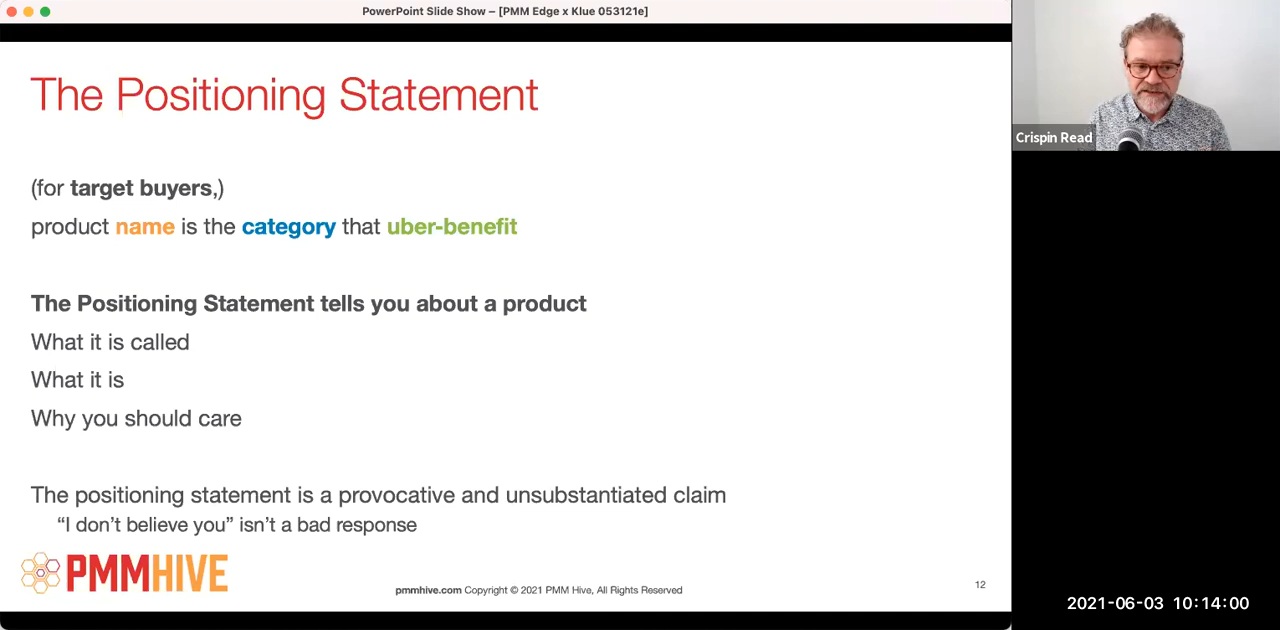 PowerPoint Slide Show – [PMM Edge x Klue 053121e]
The Positioning Statement
(for target buyers,)
product name is the category that uber-benefit
The Positioning Statement tells you about a product
What it is called
What it is
Why you should care
The positioning statement is a provocative and unsubstantiated claim
“I don’t believe you” isn’t a bad response
PMMHIVE
pmmhive.com Copyright © 2021 PMM Hive, All Rights Reserved
12
Crispin Read
2021-06-03 10:14:00